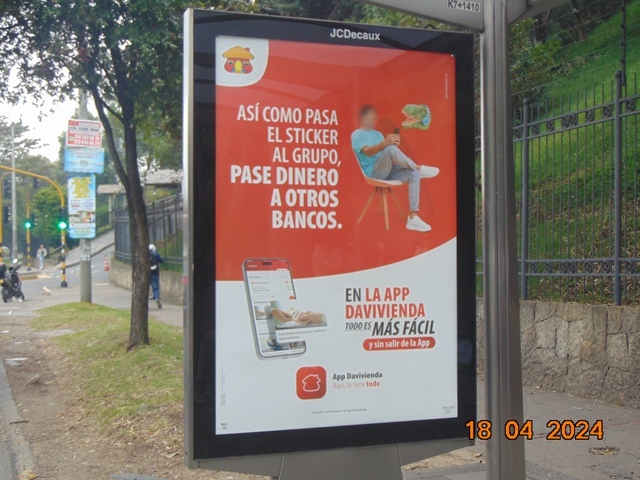 K7+1410
JCDecaux
ASÍ COMO PASA
EL STICKER
AL GRUPO,
PASE DINERO
A OTROS
BANCOS.
EN LA APP
DAVIVIENDA
TODO ES MÁS FÁCIL
y sin salir de la App
App Davivienda
Aquí, lo tiene todo
18 04 2024